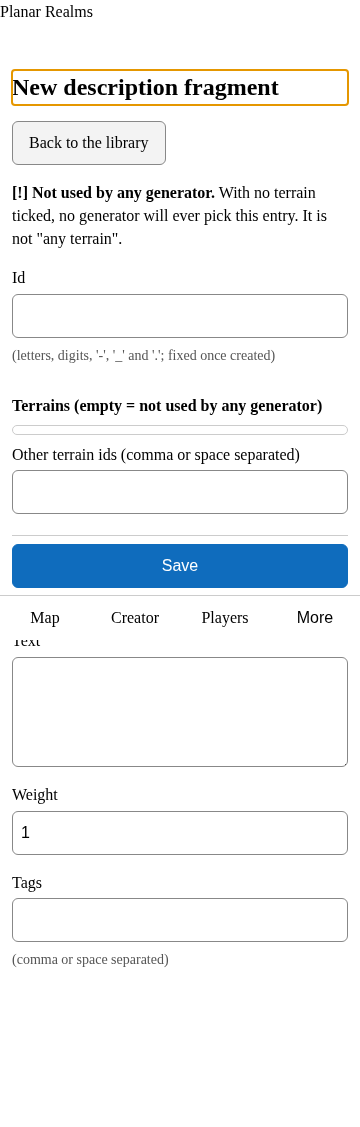 Planar Realms
New description fragment
Back to the library
[!] Not used by any generator. With no terrain
ticked, no generator will ever pick this entry. It is
not "any terrain".
Id
(letters, digits, '-', '_' and '.'; fixed once created)
Terrains (empty = not used by any generator)
Other terrain ids (comma or space separated)
Save
Map Creator Players More
Text
Weight
1
Tags
(comma or space separated)